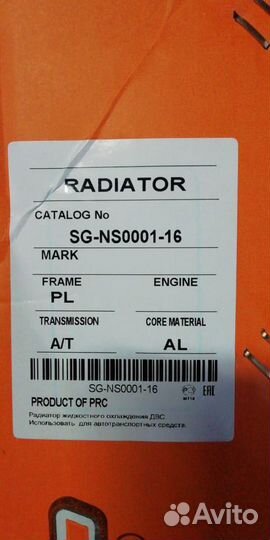 RADIATOR
CATALOG No
SG-NS0001-16
MARK
FRAME ENGINE
PL
TRANSMISSION CORE MATERIAL
A/T AL
SG-NS0001-16
PRODUCT OF PRC
EAC
Радиатор жидкостного охлаждения ДВС
Использовать для автотранспортных средств.
Avito